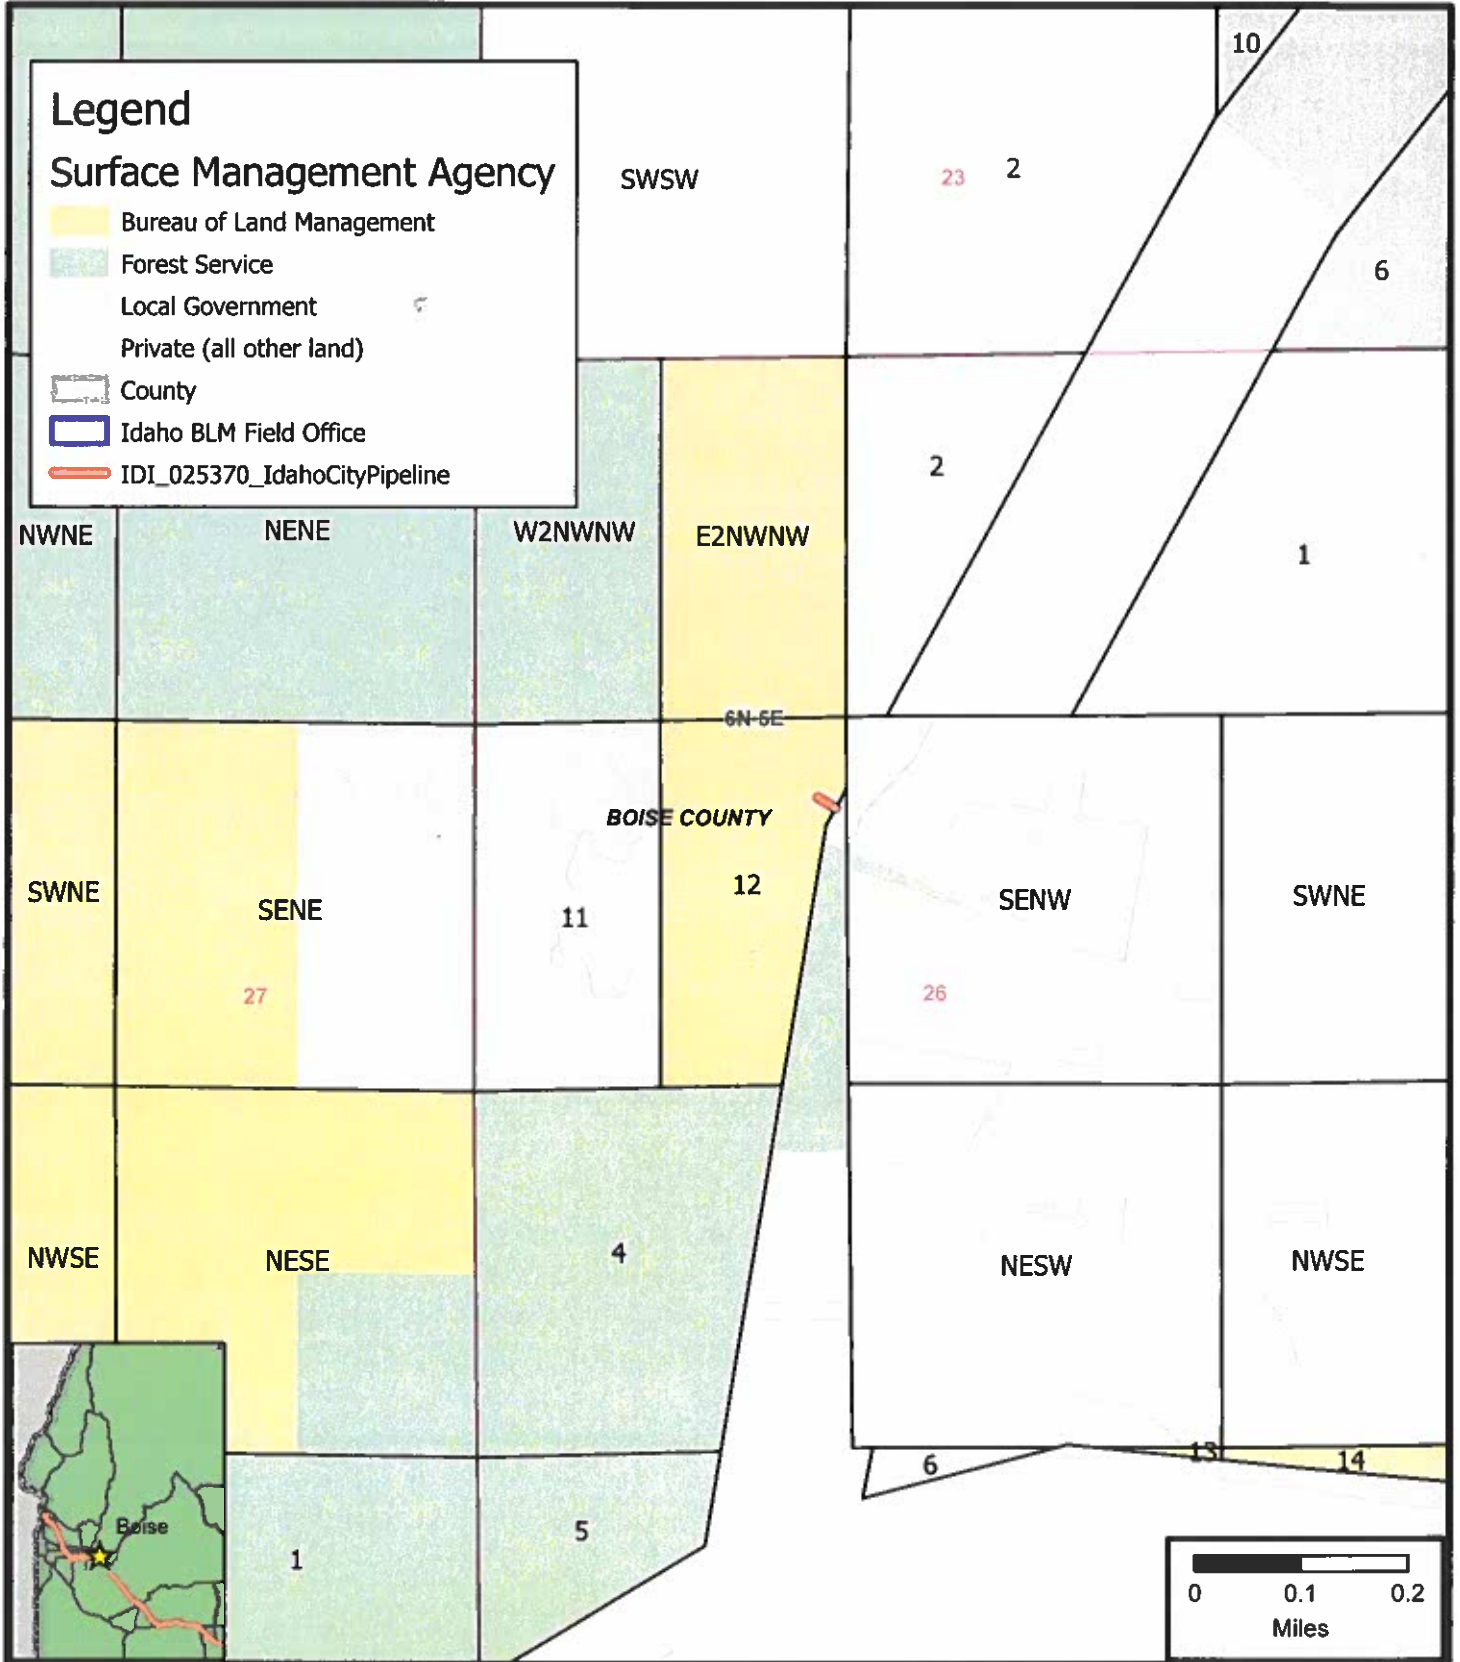 10
Legend
Surface Management Agency
SWSW
23
2
Bureau of Land Management
Forest Service
6
Local Government
Private (all other land)
County
Idaho BLM Field Office
2
IDI_025370_IdahoCityPipeline
NWNE
NENE
W2NWNW
E2NWNW
1
6N-5E
BOISE COUNTY
SWNE
SENE
11
12
SENW
SWNE
27
26
NWSE
NESE
4
NESW
NWSE
6
13
14
Boise
1
5
0
0.1
0.2
Miles